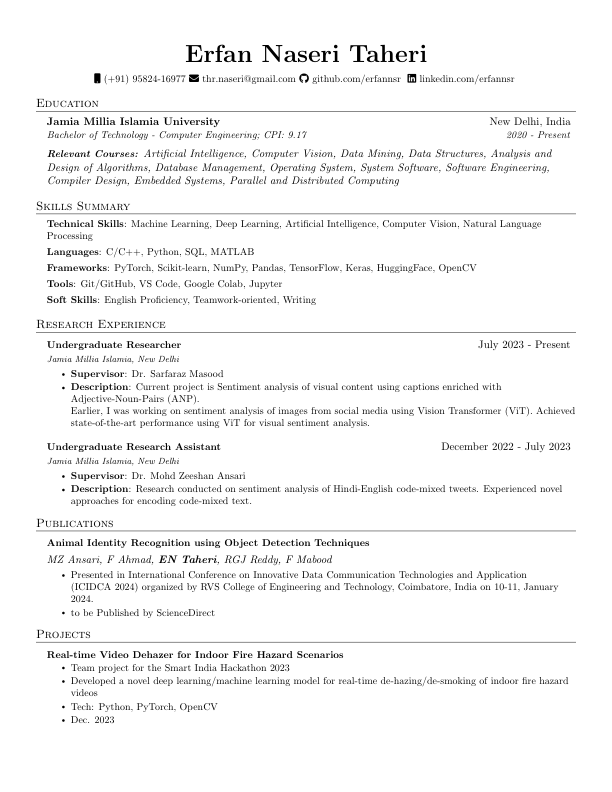 Erfan Naseri Taheri
(+91) 95824-16977 thr.naseri@gmail.com github.com/erfannsr linkedin.com/erfannsr
Education
Jamia Millia Islamia University New Delhi, India
Bachelor of Technology - Computer Engineering; CPI: 9.17 2020 - Present
Relevant Courses: Artificial Intelligence, Computer Vision, Data Mining, Data Structures, Analysis and
Design of Algorithms, Database Management, Operating System, System Software, Software Engineering,
Compiler Design, Embedded Systems, Parallel and Distributed Computing
Skills Summary
Technical Skills: Machine Learning, Deep Learning, Artificial Intelligence, Computer Vision, Natural Language
Processing
Languages: C/C++, Python, SQL, MATLAB
Frameworks: PyTorch, Scikit-learn, NumPy, Pandas, TensorFlow, Keras, HuggingFace, OpenCV
Tools: Git/GitHub, VS Code, Google Colab, Jupyter
Soft Skills: English Proficiency, Teamwork-oriented, Writing
Research Experience
Undergraduate Researcher July 2023 - Present
Jamia Millia Islamia, New Delhi
• Supervisor: Dr. Sarfaraz Masood
• Description: Current project is Sentiment analysis of visual content using captions enriched with
Adjective-Noun-Pairs (ANP).
Earlier, I was working on sentiment analysis of images from social media using Vision Transformer (ViT). Achieved
state-of-the-art performance using ViT for visual sentiment analysis.
Undergraduate Research Assistant December 2022 - July 2023
Jamia Millia Islamia, New Delhi
• Supervisor: Dr. Mohd Zeeshan Ansari
• Description: Research conducted on sentiment analysis of Hindi-English code-mixed tweets. Experienced novel
approaches for encoding code-mixed text.
Publications
Animal Identity Recognition using Object Detection Techniques
MZ Ansari, F Ahmad, EN Taheri, RGJ Reddy, F Mabood
• Presented in International Conference on Innovative Data Communication Technologies and Application
(ICIDCA 2024) organized by RVS College of Engineering and Technology, Coimbatore, India on 10-11, January
2024.
• to be Published by ScienceDirect
Projects
Real-time Video Dehazer for Indoor Fire Hazard Scenarios
• Team project for the Smart India Hackathon 2023
• Developed a novel deep learning/machine learning model for real-time de-hazing/de-smoking of indoor fire hazard
videos
• Tech: Python, PyTorch, OpenCV
• Dec. 2023